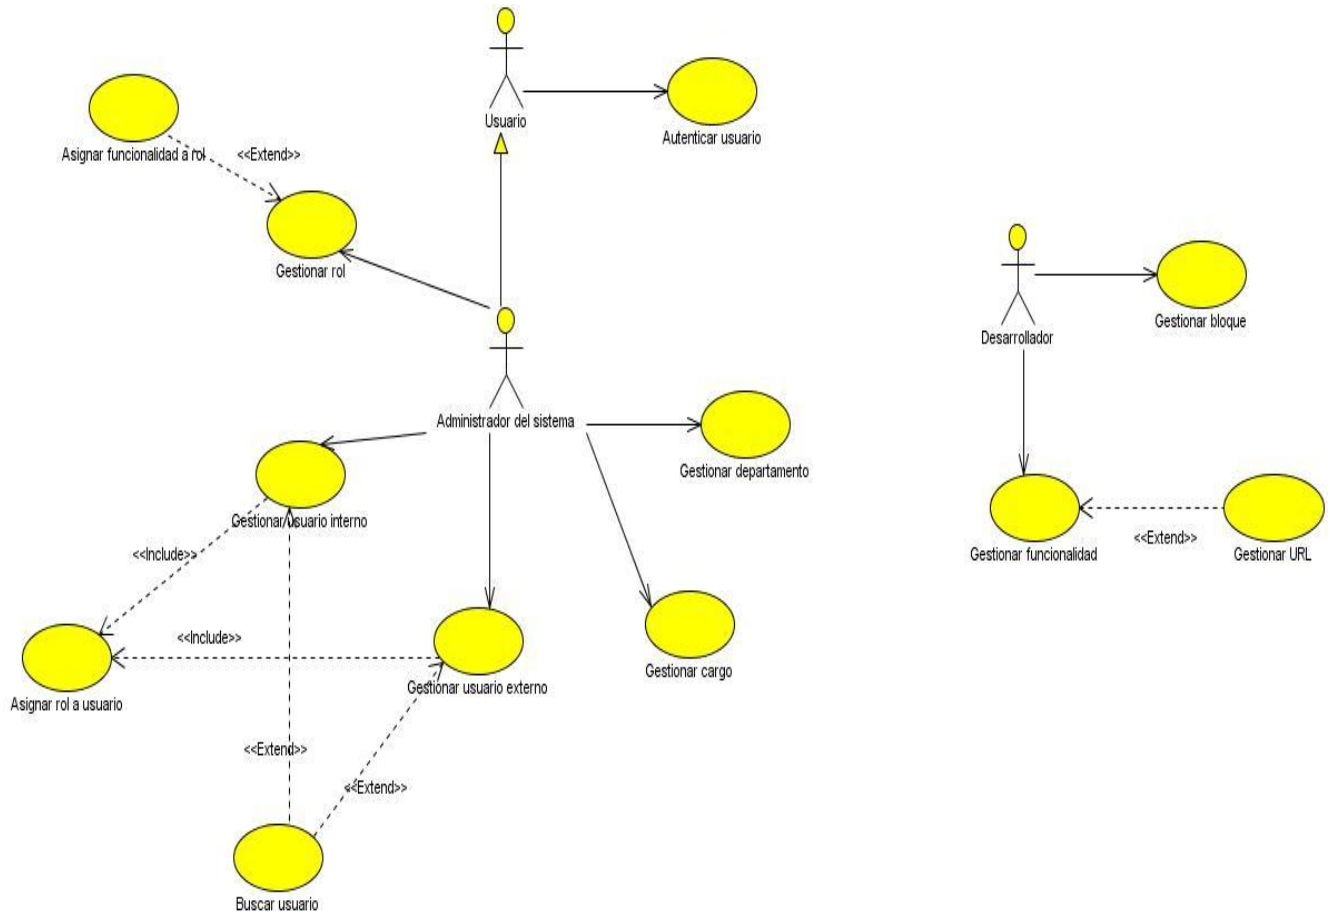 Usuario
Autenticar usuario
Asignar funcionalidad a rol
<<Extend>>
Gestionar rol
Desarrollador
Gestionar bloque
Administrador del sistema
Gestionar departamento
Gestionar usuario interno
<<Include>>
Gestionar funcionalidad
<<Extend>>
Gestionar URL
<<Include>>
Gestionar usuario externo
Gestionar cargo
Asignar rol a usuario
<<Extend>>
<<Extend>>
Buscar usuario